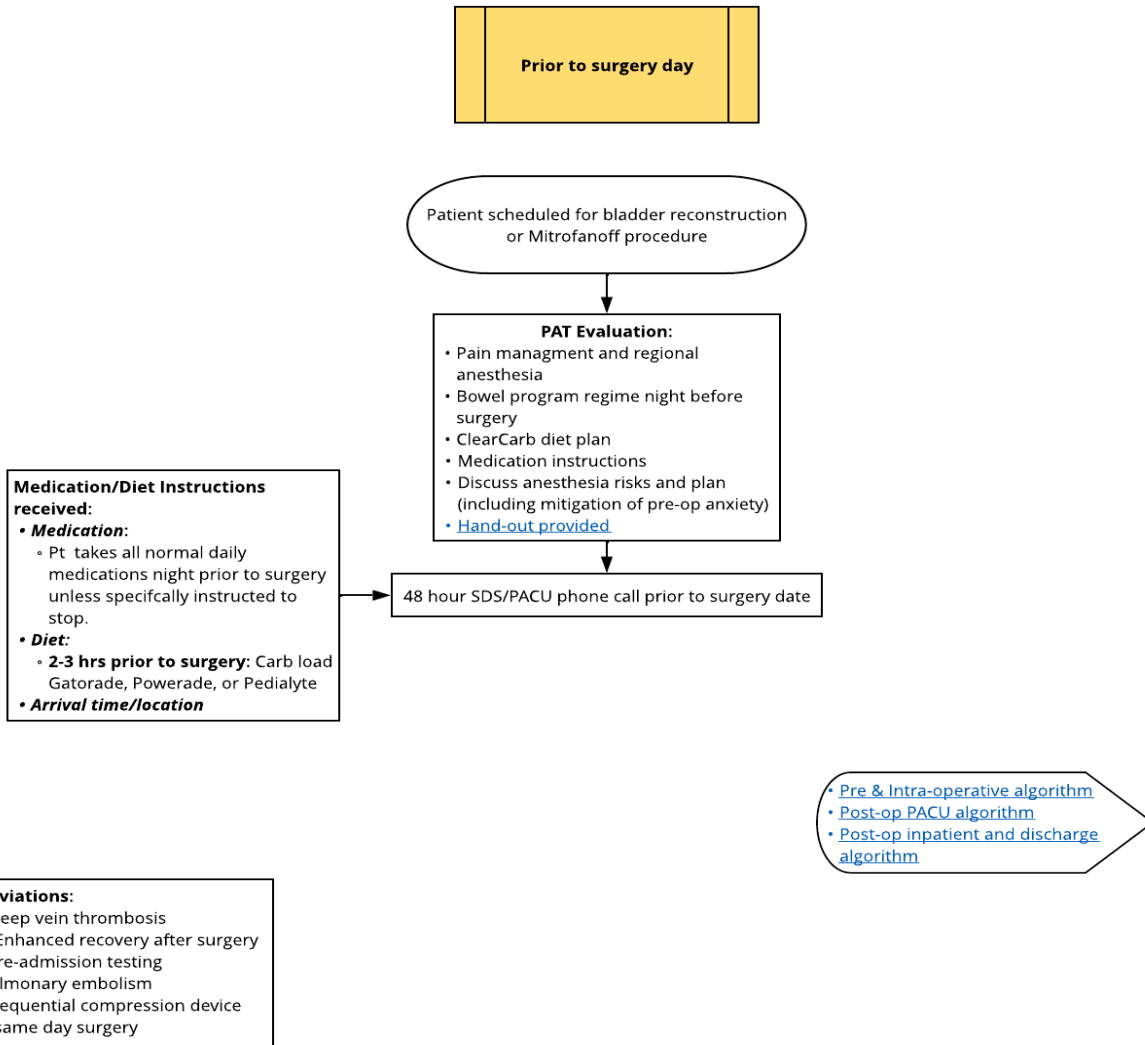 Prior to surgery day
Patient scheduled for bladder reconstruction
or Mitrofanoff procedure
PAT Evaluation:
• Pain managment and regional
anesthesia
• Bowel program regime night before
surgery
• ClearCarb diet plan
• Medication instructions
• Discuss anesthesia risks and plan
(including mitigation of pre-op anxiety)
• Hand-out provided
Medication/Diet Instructions
received:
• Medication:
◦ Pt takes all normal daily
medications night prior to surgery
unless specifcally instructed to
stop.
• Diet:
◦ 2-3 hrs prior to surgery: Carb load
Gatorade, Powerade, or Pedialyte
• Arrival time/location
48 hour SDS/PACU phone call prior to surgery date
• Pre & Intra-operative algorithm
• Post-op PACU algorithm
• Post-op inpatient and discharge
algorithm
viations:
eep vein thrombosis
Enhanced recovery after surgery
re-admission testing
lmonary embolism
equential compression device
same day surgery